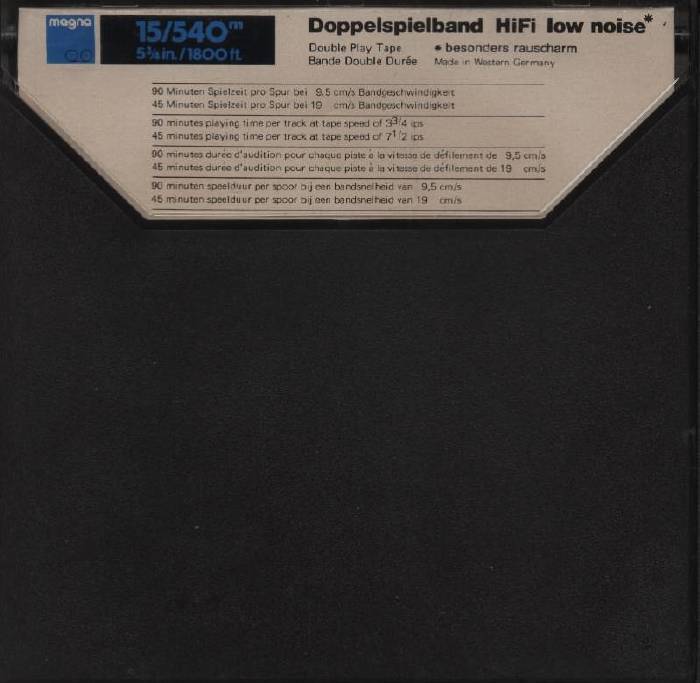 magna
GO
15/540m
5¾in./1800ft
Doppelspielband HiFi low noise*
Double Play Tape
* besonders rauscharm
Bande Double Durée
Made in Western Germany
90 Minuten Spielzeit pro Spur bei 9,5 cm/s Bandgeschwindigkeit
45 Minuten Spielzeit pro Spur bei 19 cm/s Bandgeschwindigkeit
90 minutes playing time per track at tape speed of 3 3/4 ips
45 minutes playing time per track at tape speed of 7 1/2 ips
90 minutes durée d'audition pour chaque piste à la vitesse de défilement de 9,5 cm/s
45 minutes durée d'audition pour chaque piste à la vitesse de défilement de 19 cm/s
90 minuten speelduur per spoor bij een bandsnelheid van 9,5 cm/s
45 minuten speelduur per spoor bij een bandsnelheid van 19 cm/s